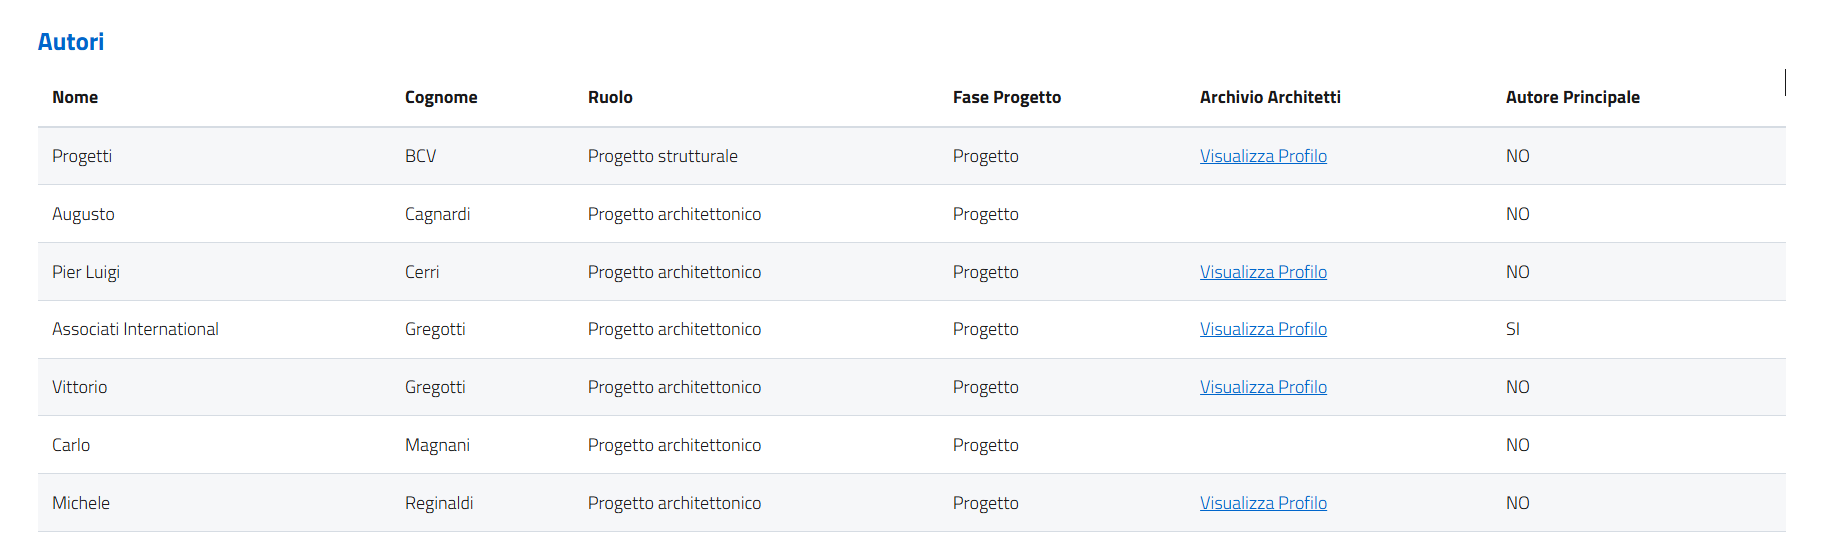 Autori
Nome Cognome Ruolo Fase Progetto Archivio Architetti Autore Principale
Progetti BCV Progetto strutturale Progetto Visualizza Profilo NO
Augusto Cagnardi Progetto architettonico Progetto NO
Pier Luigi Cerri Progetto architettonico Progetto Visualizza Profilo NO
Associati International Gregotti Progetto architettonico Progetto Visualizza Profilo SI
Vittorio Gregotti Progetto architettonico Progetto Visualizza Profilo NO
Carlo Magnani Progetto architettonico Progetto NO
Michele Reginaldi Progetto architettonico Progetto Visualizza Profilo NO